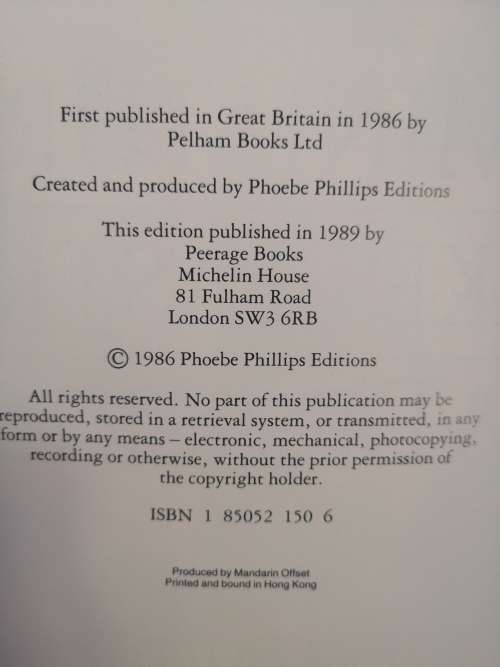 First published in Great Britain in 1986 by
Pelham Books Ltd
Created and produced by Phoebe Phillips Editions
This edition published in 1989 by
Peerage Books
Michelin House
81 Fulham Road
London SW3 6RB
© 1986 Phoebe Phillips Editions
All rights reserved. No part of this publication may be
reproduced, stored in a retrieval system, or transmitted, in any
form or by any means – electronic, mechanical, photocopying,
recording or otherwise, without the prior permission of
the copyright holder.
ISBN 1 85052 150 6
Produced by Mandarin Offset
Printed and bound in Hong Kong